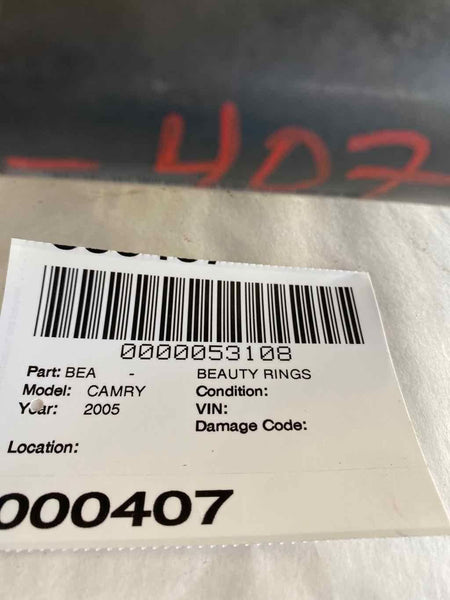 - 407
0000053108
Part: BEA - BEAUTY RINGS
Model: CAMRY Condition:
Year: 2005 VIN:
Damage Code:
Location:
000407